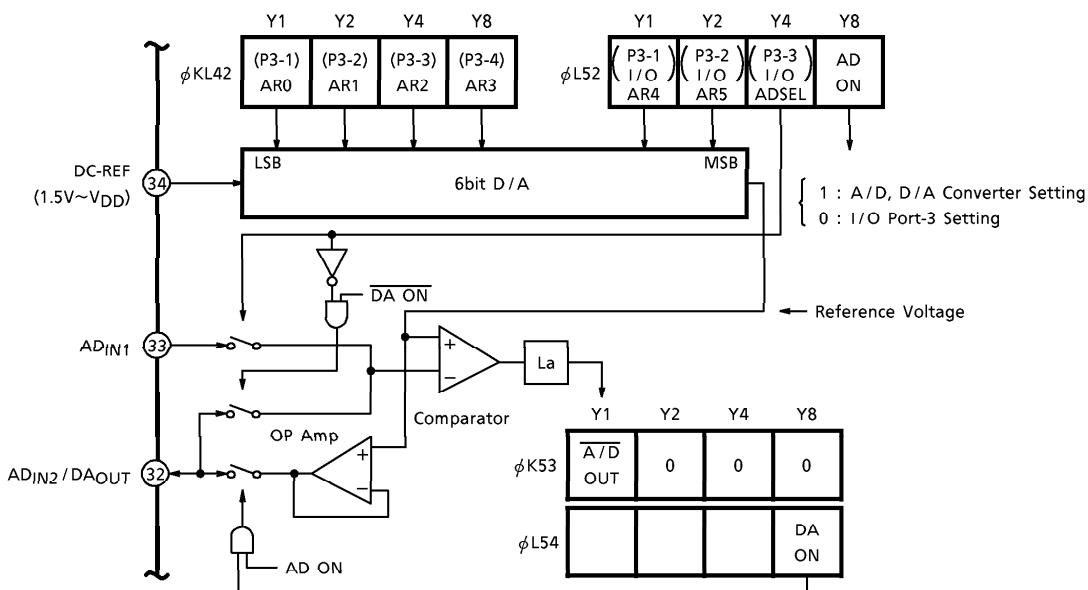 Y1 Y2 Y4 Y8 Y1 Y2 Y4 Y8
ϕKL42 (P3-1) AR0 (P3-2) AR1 (P3-3) AR2 (P3-4) AR3
ϕL52 (P3-1 I/O) AR4 (P3-2 I/O) AR5 (P3-3 I/O) ADSEL AD ON
LSB MSB
DC-REF
(1.5V~VDD)
34
6bit D/A
1 : A/D, D/A Converter Setting
0 : I/O Port-3 Setting
DA ON
Reference Voltage
ADIN1 33
+
−
La
Comparator
Y1 Y2 Y4 Y8
OP Amp
+
−
ADIN2/DAOUT 32
ϕK53 A/D OUT 0 0 0
ϕL54 DA ON
AD ON